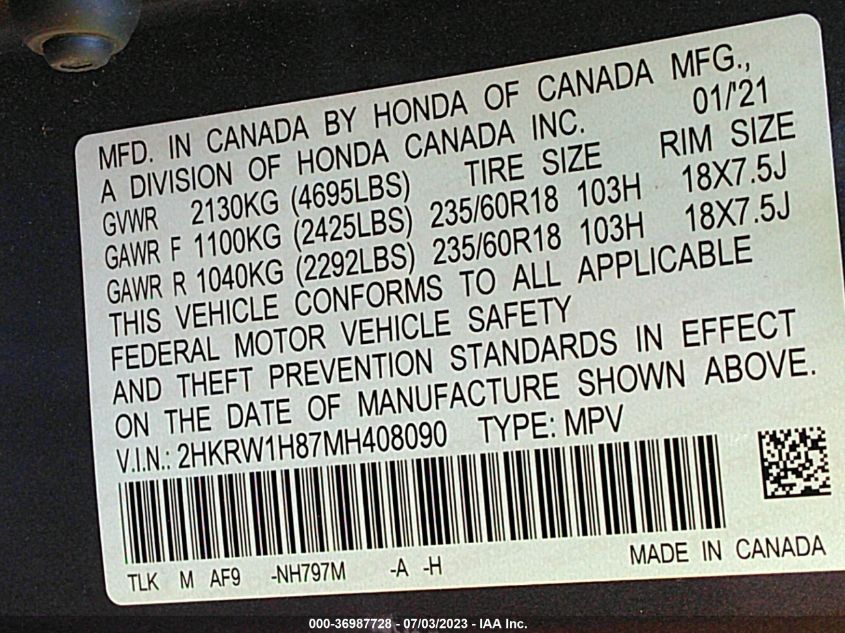 MFD. IN CANADA BY HONDA OF CANADA MFG.,
A DIVISION OF HONDA CANADA INC. 01/'21
GVWR 2130KG (4695LBS) TIRE SIZE RIM SIZE
GAWR F 1100KG (2425LBS) 235/60R18 103H 18X7.5J
GAWR R 1040KG (2292LBS) 235/60R18 103H 18X7.5J
THIS VEHICLE CONFORMS TO ALL APPLICABLE
FEDERAL MOTOR VEHICLE SAFETY
AND THEFT PREVENTION STANDARDS IN EFFECT
ON THE DATE OF MANUFACTURE SHOWN ABOVE.
V.I.N.: 2HKRW1H87MH408090 TYPE: MPV
TLK M AF9 -NH797M -A -H MADE IN CANADA
000-36987728 - 07/03/2023 - IAA Inc.